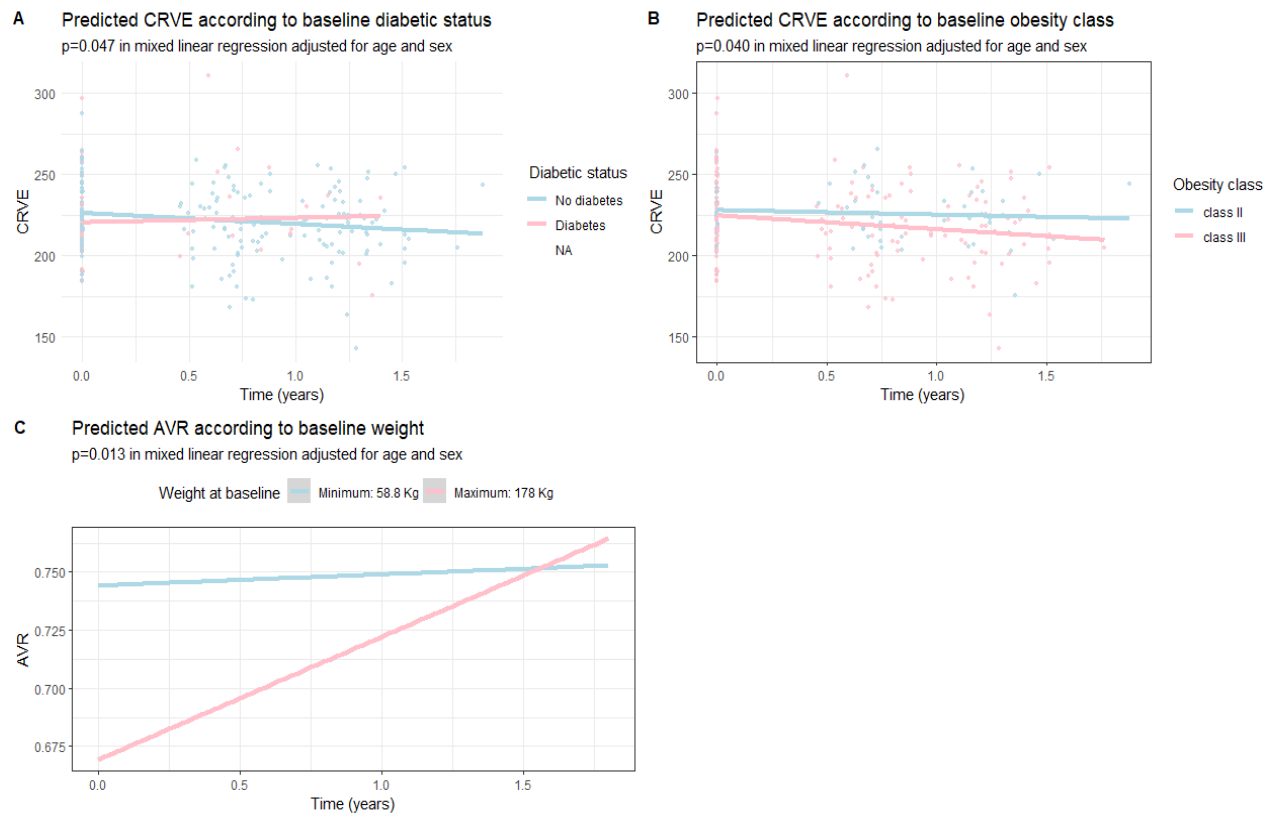 A
Predicted CRVE according to baseline diabetic status
p=0.047 in mixed linear regression adjusted for age and sex
300
250
200
150
CRVE
0.0
0.5
1.0
1.5
Time (years)
Diabetic status
No diabetes
Diabetes
NA
B
Predicted CRVE according to baseline obesity class
p=0.040 in mixed linear regression adjusted for age and sex
300
250
200
150
CRVE
0.0
0.5
1.0
1.5
Time (years)
Obesity class
class II
class III
C
Predicted AVR according to baseline weight
p=0.013 in mixed linear regression adjusted for age and sex
Weight at baseline
Minimum: 58.8 Kg
Maximum: 178 Kg
0.750
0.725
0.700
0.675
AVR
0.0
0.5
1.0
1.5
Time (years)